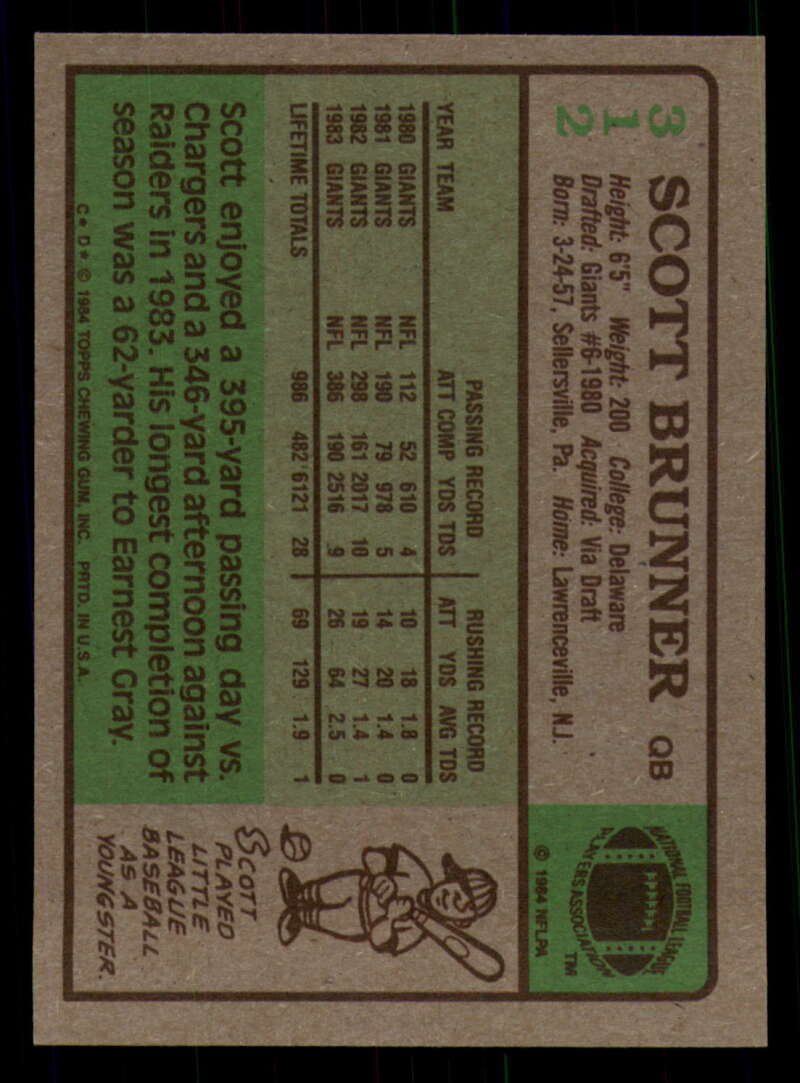 312
SCOTT BRUNNER QB
Height: 6'5" Weight: 200 College: Delaware
Drafted: Giants #6-1980 Acquired: Via Draft
Born: 3-24-57, Sellersville, Pa. Home: Lawrenceville, N.J.
NATIONAL FOOTBALL LEAGUE
PLAYERS ASSOCIATION
TM
© 1984 NFLPA
PASSING RECORD RUSHING RECORD
YEAR TEAM ATT COMP YDS TDS ATT YDS AVG TDS
1980 GIANTS NFL 112 52 610 4 10 18 1.8 0
1981 GIANTS NFL 190 79 978 5 14 20 1.4 0
1982 GIANTS NFL 298 161 2017 10 19 27 1.4 1
1983 GIANTS NFL 386 190 2516 9 26 64 2.5 0
LIFETIME TOTALS 986 482 6121 28 69 129 1.9 1
Scott enjoyed a 395-yard passing day vs.
Chargers and a 346-yard afternoon against
Raiders in 1983. His longest completion of
season was a 62-yarder to Earnest Gray.
C * D * © 1984 TOPPS CHEWING GUM, INC. PRTD. IN U.S.A.
SCOTT
PLAYED
LITTLE
LEAGUE
BASEBALL
AS A
YOUNGSTER.